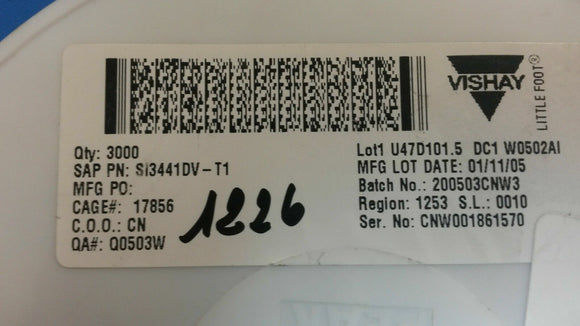 VISHAY
LITTLE FOOT®
Qty: 3000
SAP PN: SI3441DV-T1
MFG PO:
CAGE#: 17856
C.O.O.: CN
QA#: Q0503W
1226
Lot1 U47D101.5 DC1 W0502AI
MFG LOT DATE: 01/11/05
Batch No.: 200503CNW3
Region: 1253 S.L.: 0010
Ser. No: CNW001861570